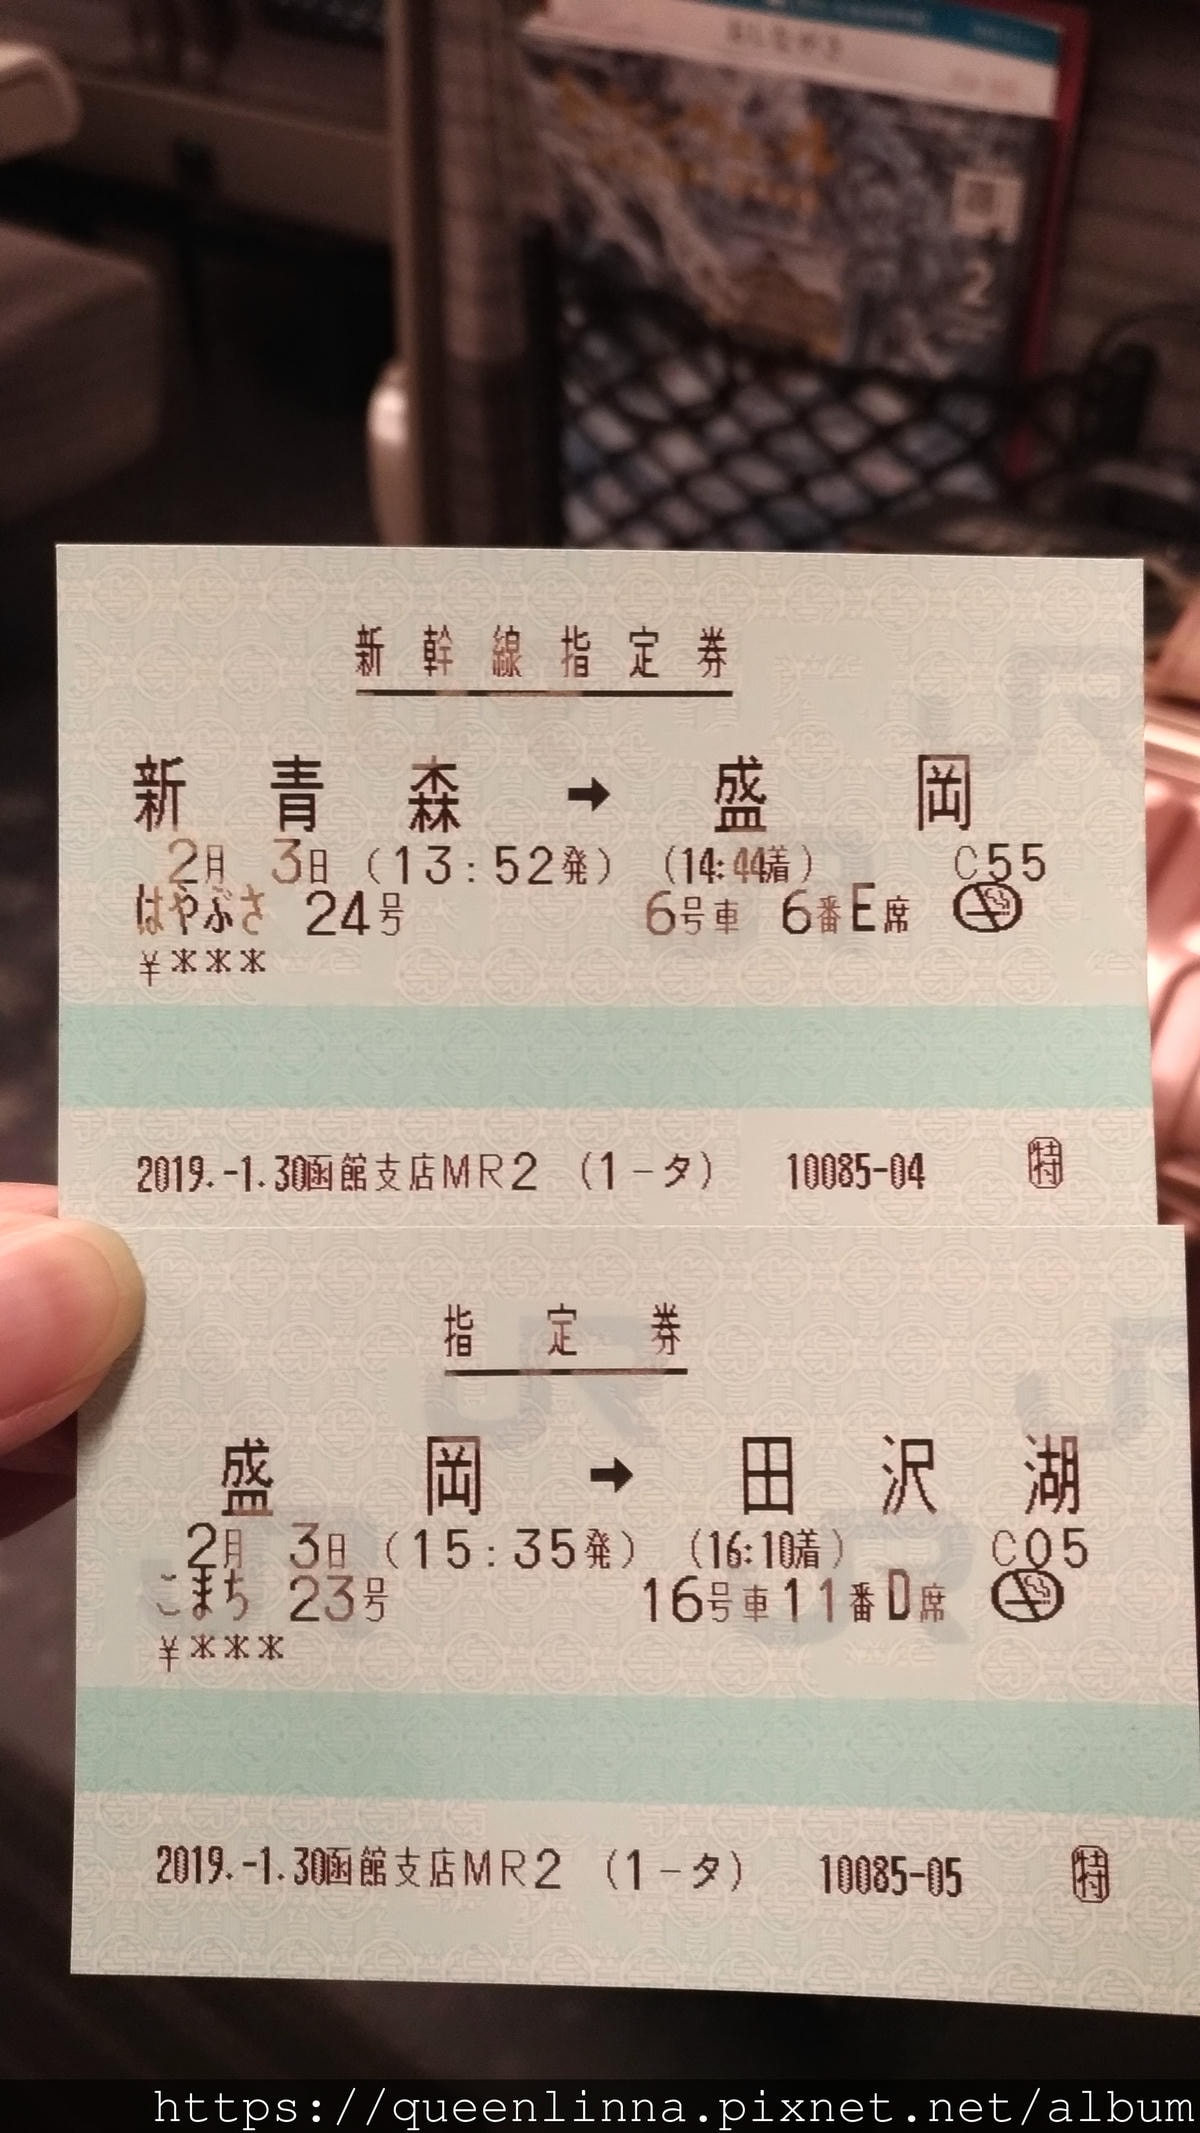 2
新幹線指定券
新青森 ➡ 盛岡
2月 3日 (13:52発) (14:44着) C55
はやぶさ 24号 6号車 6番E席
¥***
2019.-1.30函館支店MR2 (1-タ) 10085-04 特
指定券
盛岡 ➡ 田沢湖
2月 3日 (15:35発) (16:10着) C05
こまち 23号 16号車11番D席
¥***
2019.-1.30函館支店MR2 (1-タ) 10085-05 特
https://queenlinna.pixnet.net/album